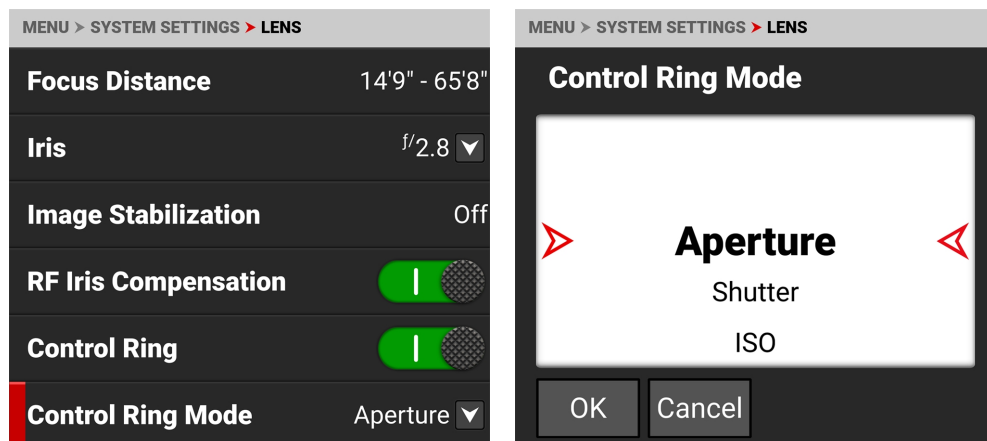 MENU > SYSTEM SETTINGS > LENS
Focus Distance 14'9" - 65'8"
Iris f/2.8
Image Stabilization Off
RF Iris Compensation
Control Ring
Control Ring Mode Aperture
MENU > SYSTEM SETTINGS > LENS
Control Ring Mode
Aperture
Shutter
ISO
OK Cancel